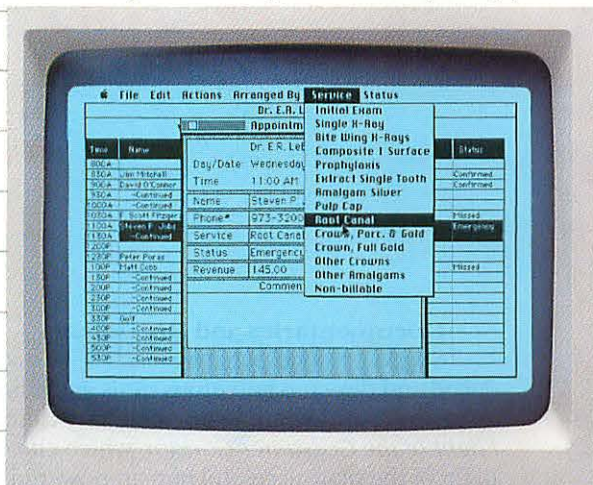 File Edit Actions Arranged By Service Status
Dr. E.R. L
Appointm
Initial Exam
Single X-Ray
Bite Wing X-Rays
Composite 1 Surface
Prophylaxis
Extract Single Tooth
Amalgam Silver
Pulp Cap
Root Canal
Crown, Porc. & Gold
Crown, Full Gold
Other Crowns
Other Amalgams
Non-billable
Time Name
800A
830A Jim Mitchell
900A David O'Connor
930A -Continued
1000A -Continued
1030A F. Scott Fitzger
1100A Steven P. Jobs
1130A -Continued
1200P
1230P Peter
100P Matt Cobb
130P -Continued
200P -Continued
230P -Continued
300P -Continued
330P Golf
400P -Continued
430P -Continued
500P -Continued
530P -Continued
Dr. E.R. Le
Day/Date Wednesday
Time 11:00 AM
Name Steven P. J
Phone# 973-3200
Service Root Canal
Status Emergency
Revenue 145.00
Commen
Status
Confirmed
Confirmed
Missed
Emergency
Missed